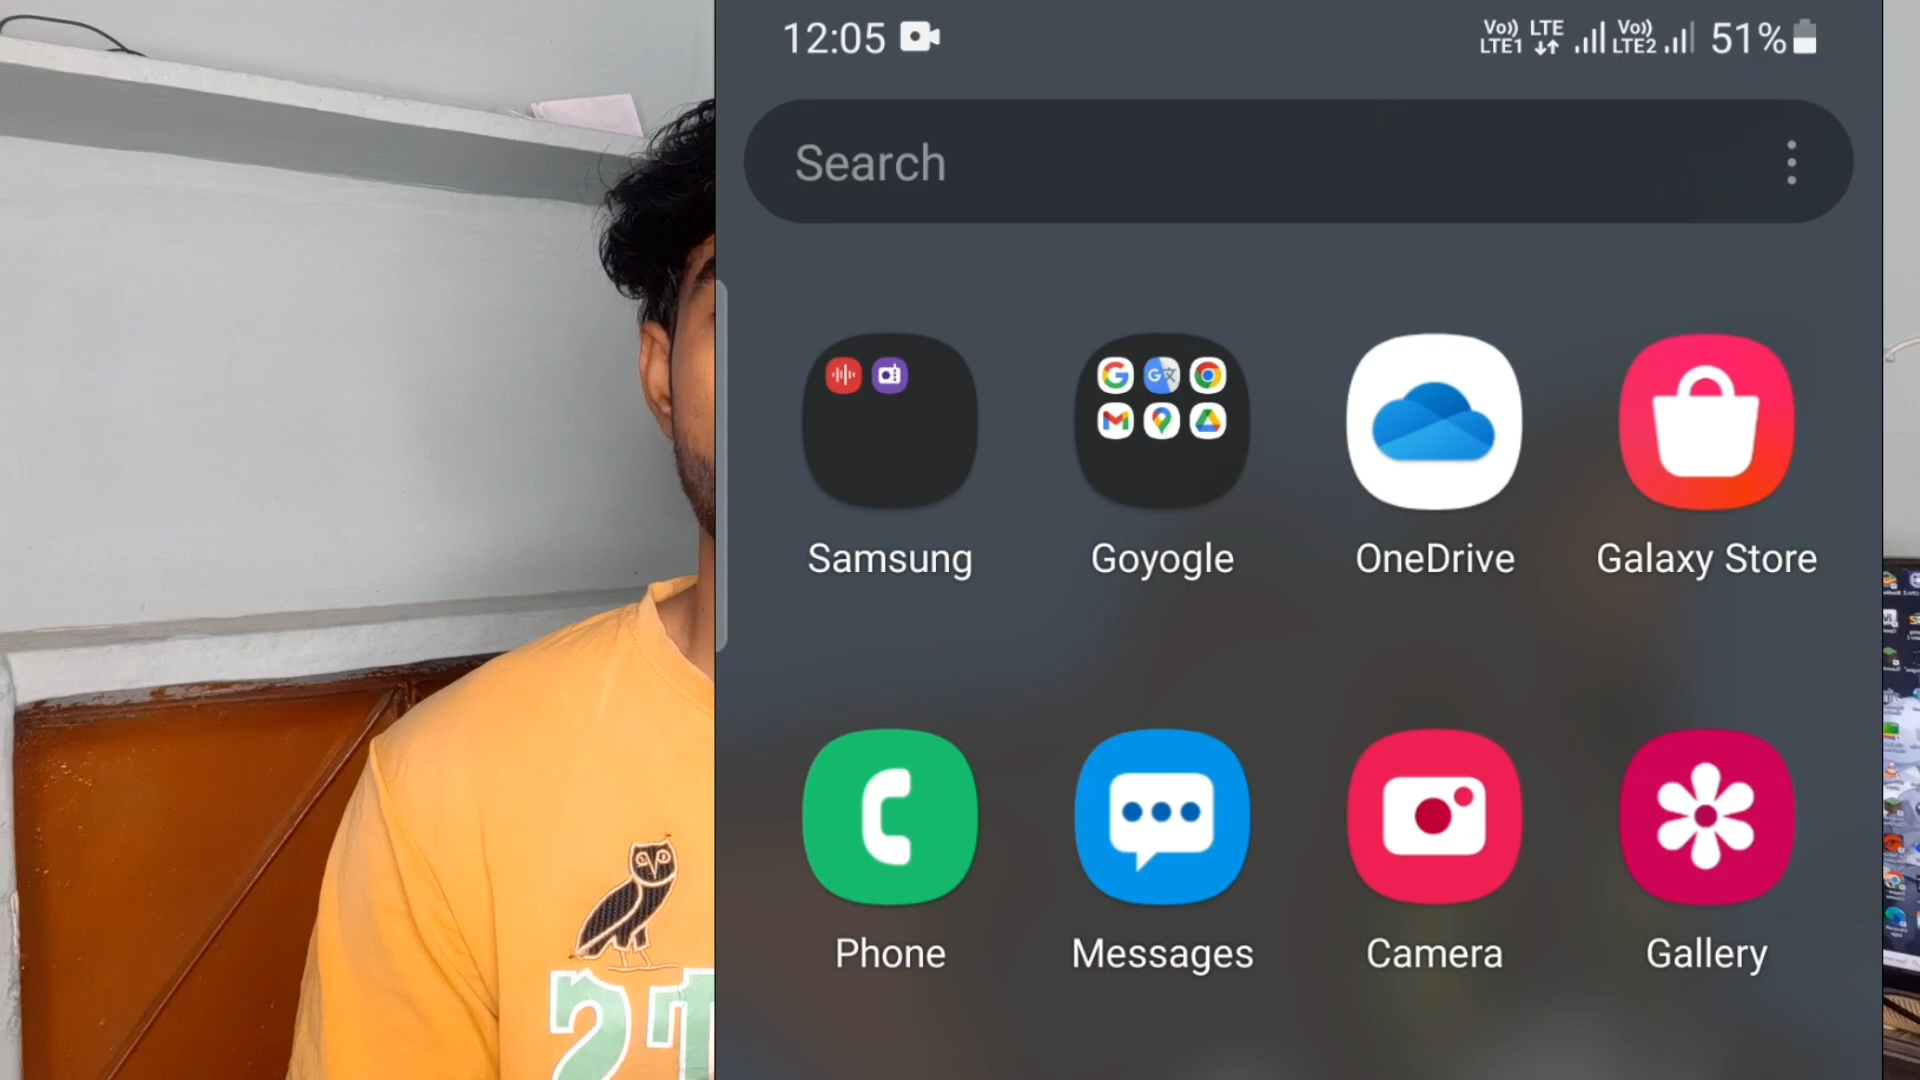 12:05
Vo)) LTE
LTE1
Vo))
LTE2
51%
Search
Samsung
Goyogle
OneDrive
Galaxy Store
Phone
Messages
Camera
Gallery